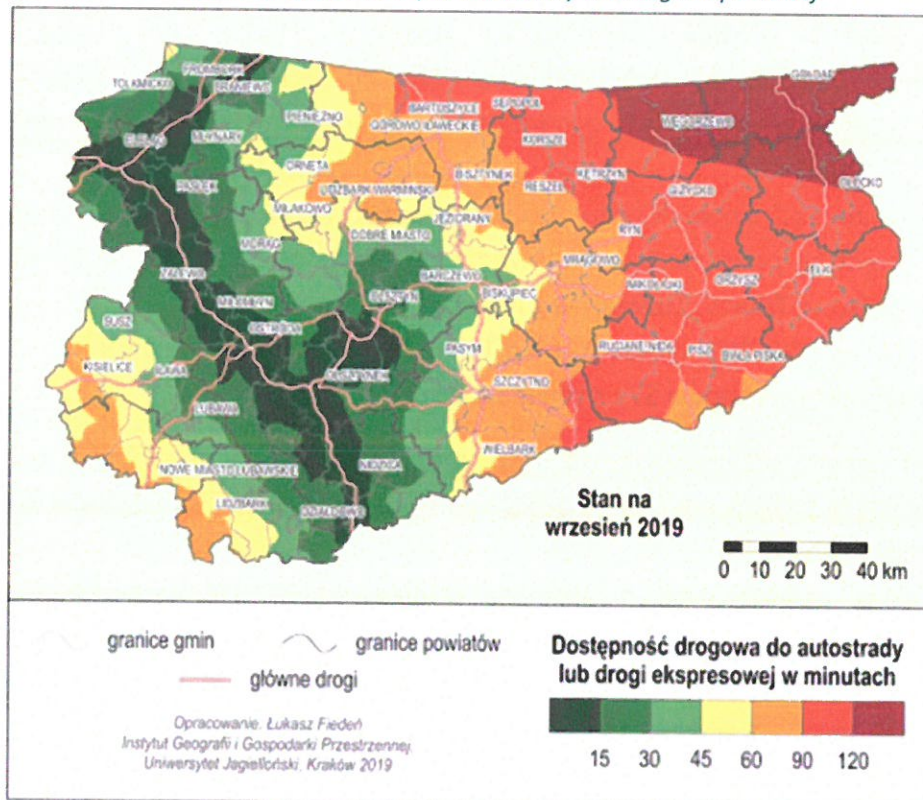 TOLKMICKO
FROMBORK
BRANIEWO
MŁYNARY
PIENIĘŻNO
ELBLĄG
PASŁĘK
ORNETA
MIŁAKOWO
MORĄG
BARTOSZYCE
GÓROWO IŁAWECKIE
SĘPOPOL
KORSZE
LIDZBARK WARMIŃSKI
BISZTYNEK
RESZEL
KĘTRZYN
WĘGORZEWO
GOŁDAP
OLECKO
GIŻYCKO
DOBRE MIASTO
JEZIORANY
RYN
ZALEWO
MIŁOMŁYN
BARCZEWO
OLSZTYN
BISKUPIEC
MRĄGOWO
MIKOŁAJKI
ORZYSZ
EŁK
SUSZ
OSTRÓDA
KISIELICE
IŁAWA
OLSZTYNEK
PASYM
SZCZYTNO
RUCIANE-NIDA
PISZ
BIAŁA PISKA
LUBAWA
NOWE MIASTO LUBAWSKIE
NIDZICA
WIELBARK
LIDZBARK
DZIAŁDOWO
Stan na
wrzesień 2019
0 10 20 30 40 km
granice gmin
granice powiatów
główne drogi
Opracowanie. Łukasz Fiedeń
Instytut Geografii i Gospodarki Przestrzennej.
Uniwersytet Jagielloński, Kraków 2019
Dostępność drogowa do autostrady
lub drogi ekspresowej w minutach
15 30 45 60 90 120